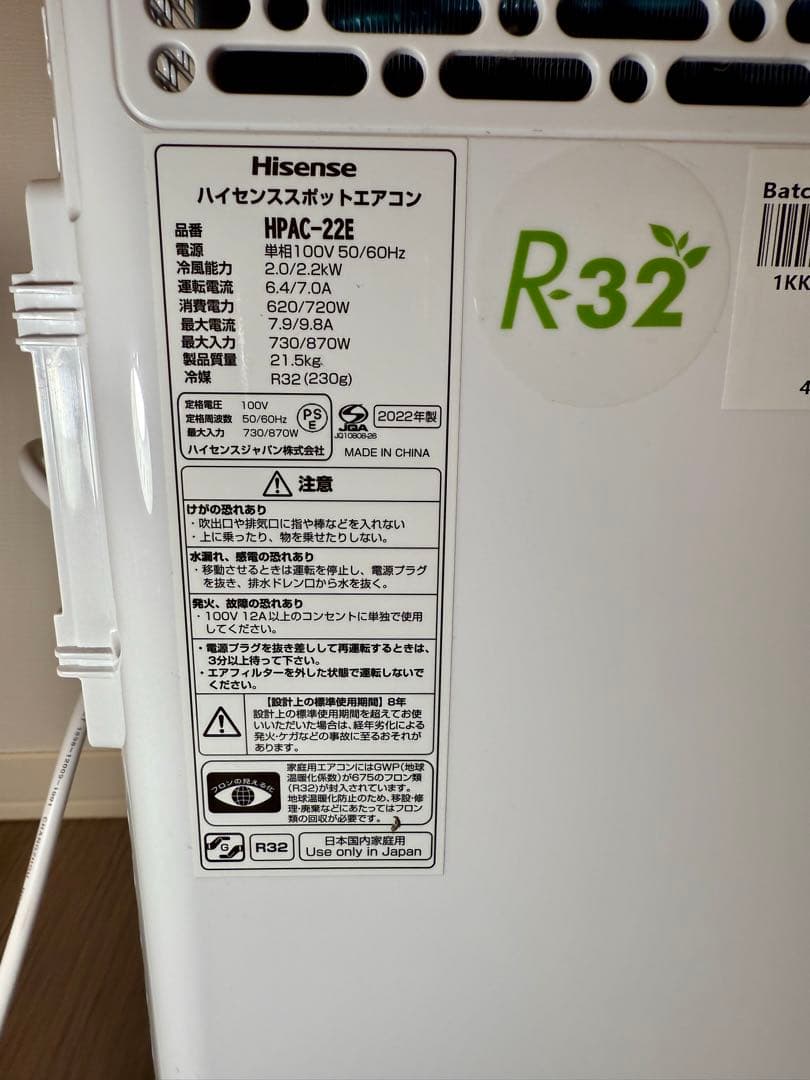 Hisense
ハイセンススポットエアコン
品番 HPAC-22E
電源 単相100V 50/60Hz
冷風能力 2.0/2.2kW
運転電流 6.4/7.0A
消費電力 620/720W
最大電流 7.9/9.8A
最大入力 730/870W
製品質量 21.5kg
冷媒 R32(230g)
定格電圧 100V
定格周波数 50/60Hz
最大入力 730/870W
PS
E
ハイセンスジャパン株式会社
JQA
JQ10808-26
2022年製
MADE IN CHINA
注意
けがの恐れあり
・吹出口や排気口に指や棒などを入れない
・上に乗ったり、物を乗せたりしない。
水漏れ、感電の恐れあり
・移動させるときは運転を停止し、電源プラグ
を抜き、排水ドレン口から水を抜く。
発火、故障の恐れあり
・100V 12A以上のコンセントに単独で使用
してください。
・電源プラグを抜き差しして再運転するときは、
3分以上待って下さい。
・エアフィルターを外した状態で運転しないで
ください。
【設計上の標準使用期間】8年
設計上の標準使用期間を超えてお使
いいただいた場合は、経年劣化による
発火・ケガなどの事故に至るおそれが
あります。
フロンの見える化
家庭用エアコンにはGWP(地球
温暖化係数)が675のフロン類
(R32)が封入されています。
地球温暖化防止のため、移設・修
理・廃棄などにあたってはフロン
類の回収が必要です。
G
R32
日本国内家庭用
Use only in Japan
R-32
Batc
1KK
4